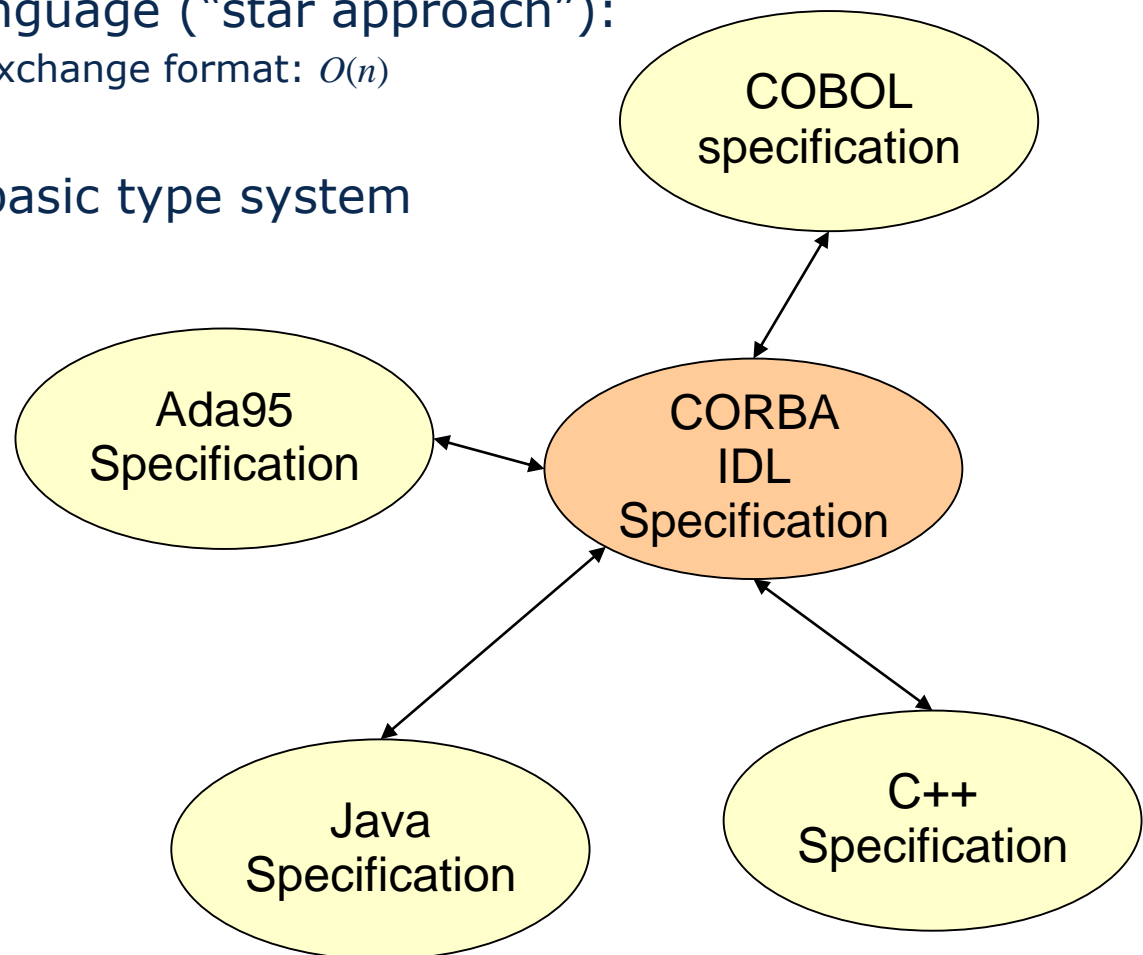 nguage (“star approach”):
xchange format: O(n)
basic type system
COBOL
specification
Ada95
Specification
CORBA
IDL
Specification
Java
Specification
C++
Specification